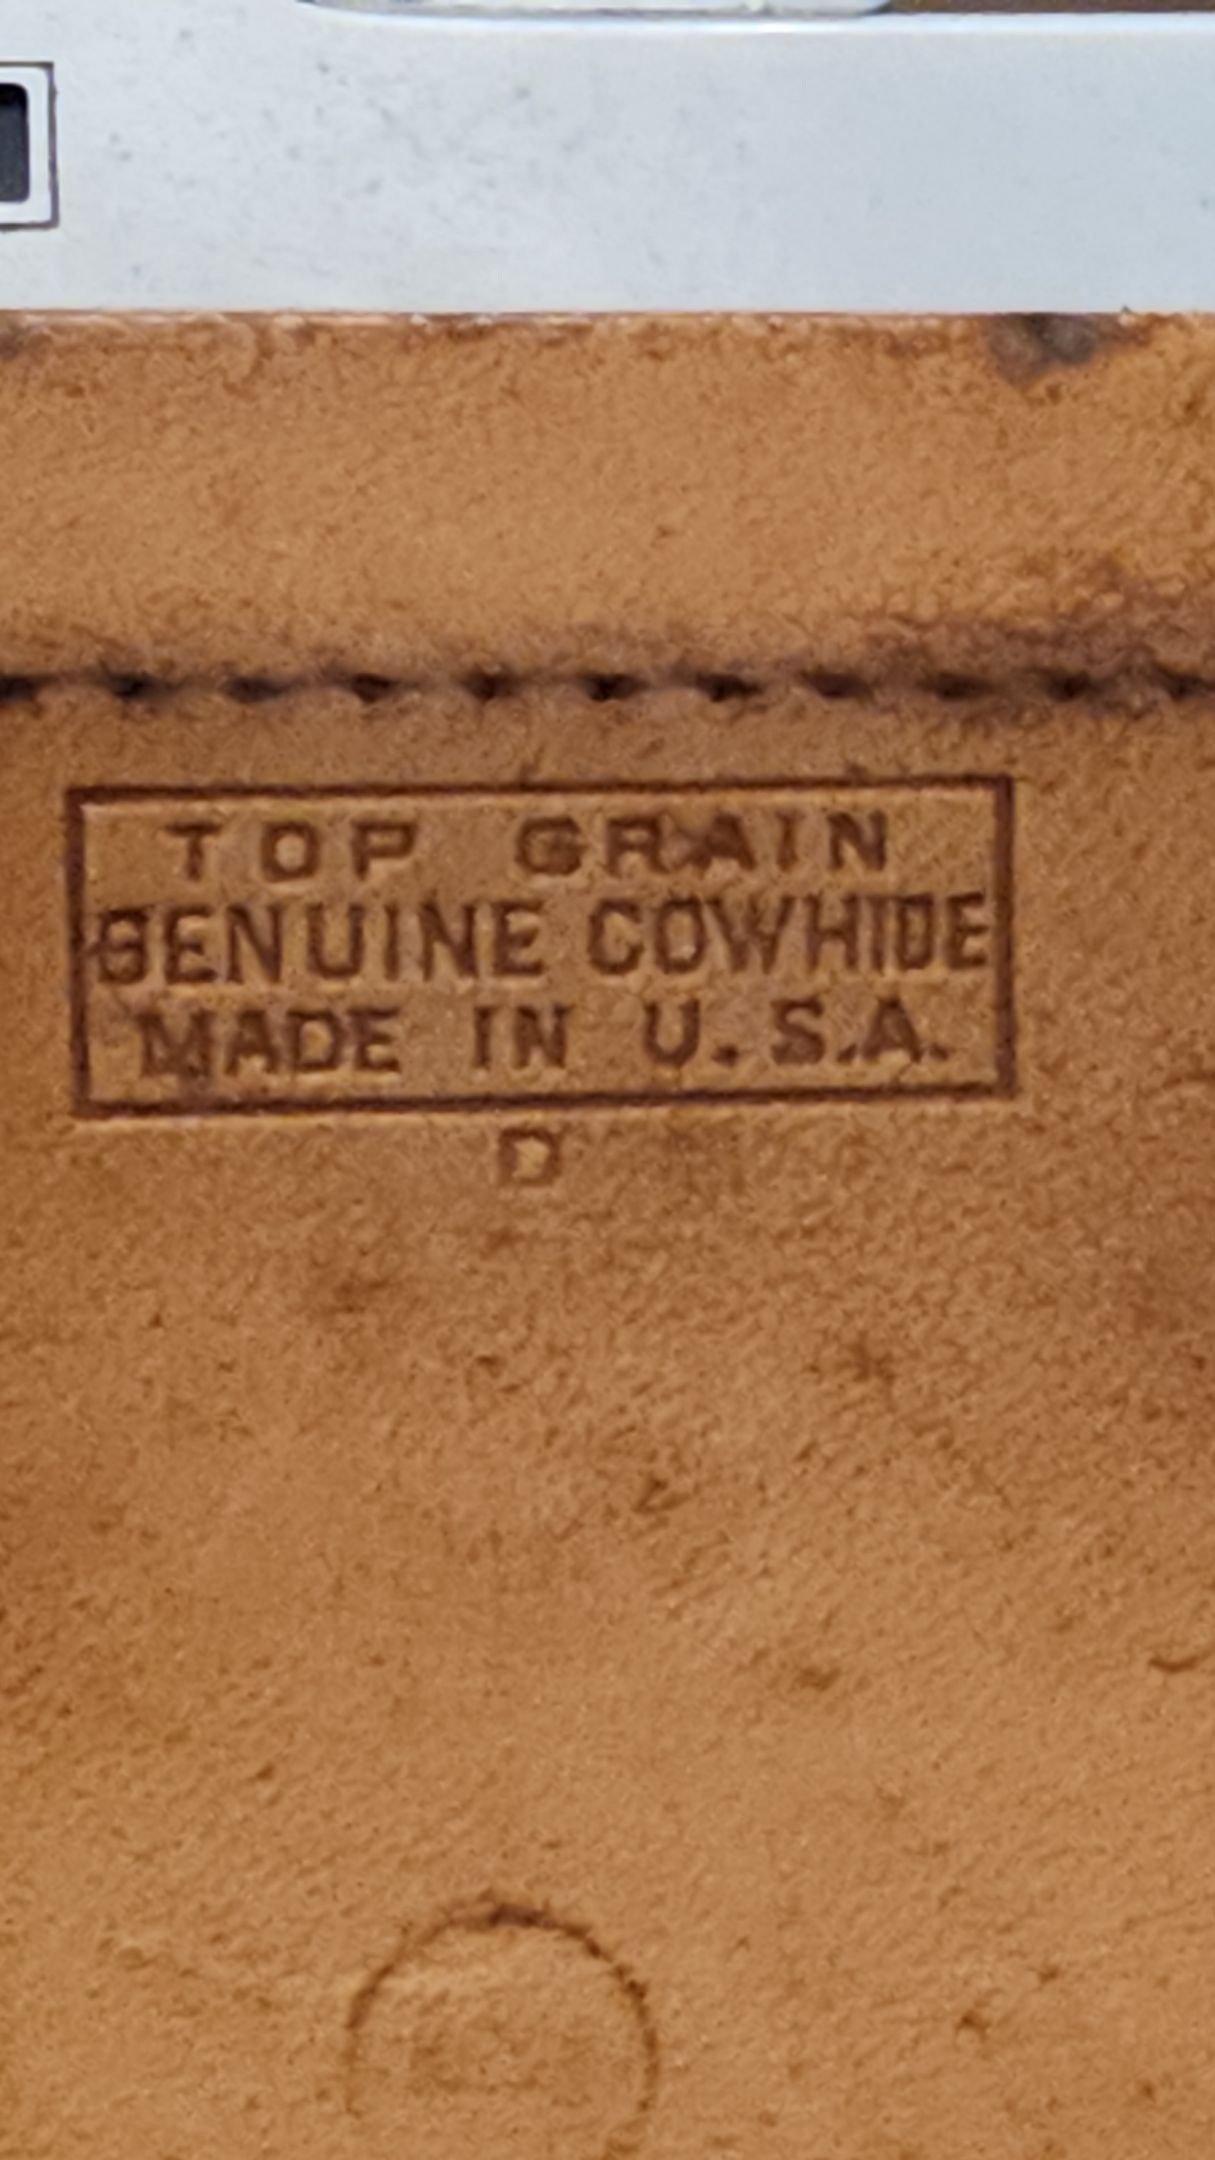 TOP GRAIN
GENUINE COWHIDE
MADE IN U.S.A.
D